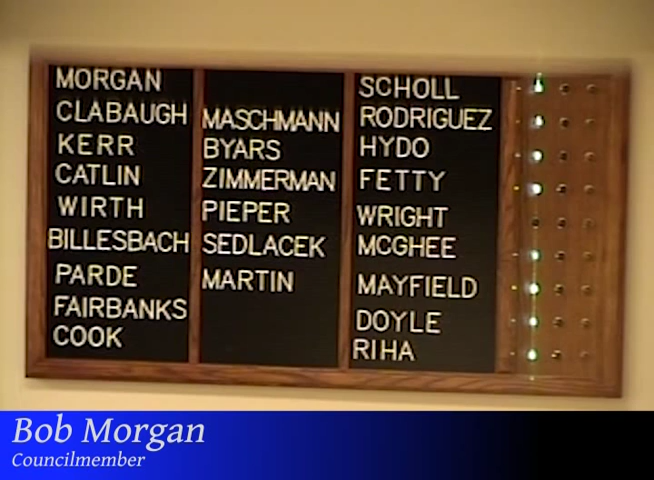 MORGAN
CLABAUGH
KERR
CATLIN
WIRTH
BILLESBACH
PARDE
FAIRBANKS
COOK
MASCHMANN
BYARS
ZIMMERMAN
PIEPER
SEDLACEK
MARTIN
SCHOLL
RODRIGUEZ
HYDO
FETTY
WRIGHT
MCGHEE
MAYFIELD
DOYLE
RIHA
Bob Morgan
Councilmember